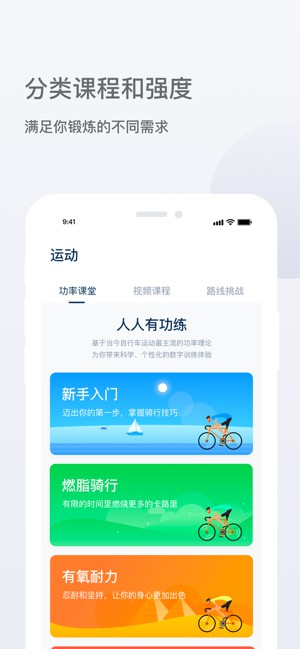 分类课程和强度
满足你锻炼的不同需求
9:41
运动
功率课堂
视频课程
路线挑战
人人有功练
基于当今自行车运动最主流的功率理论
为你带来科学、个性化的数字训练体验
新手入门
迈出你的第一步，掌握骑行技巧
燃脂骑行
有限的时间里燃烧更多的卡路里
有氧耐力
忍耐和坚持，让你的身心更加出色